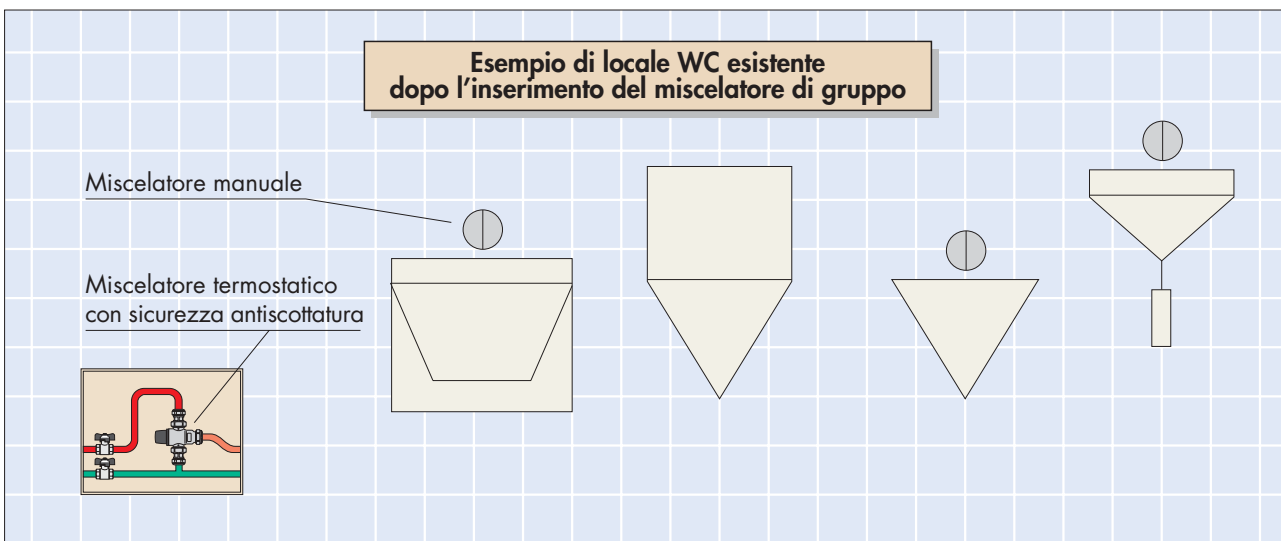 Esempio di locale WC esistente
dopo l’inserimento del miscelatore di gruppo
Miscelatore manuale
Miscelatore termostatico
con sicurezza antiscottatura